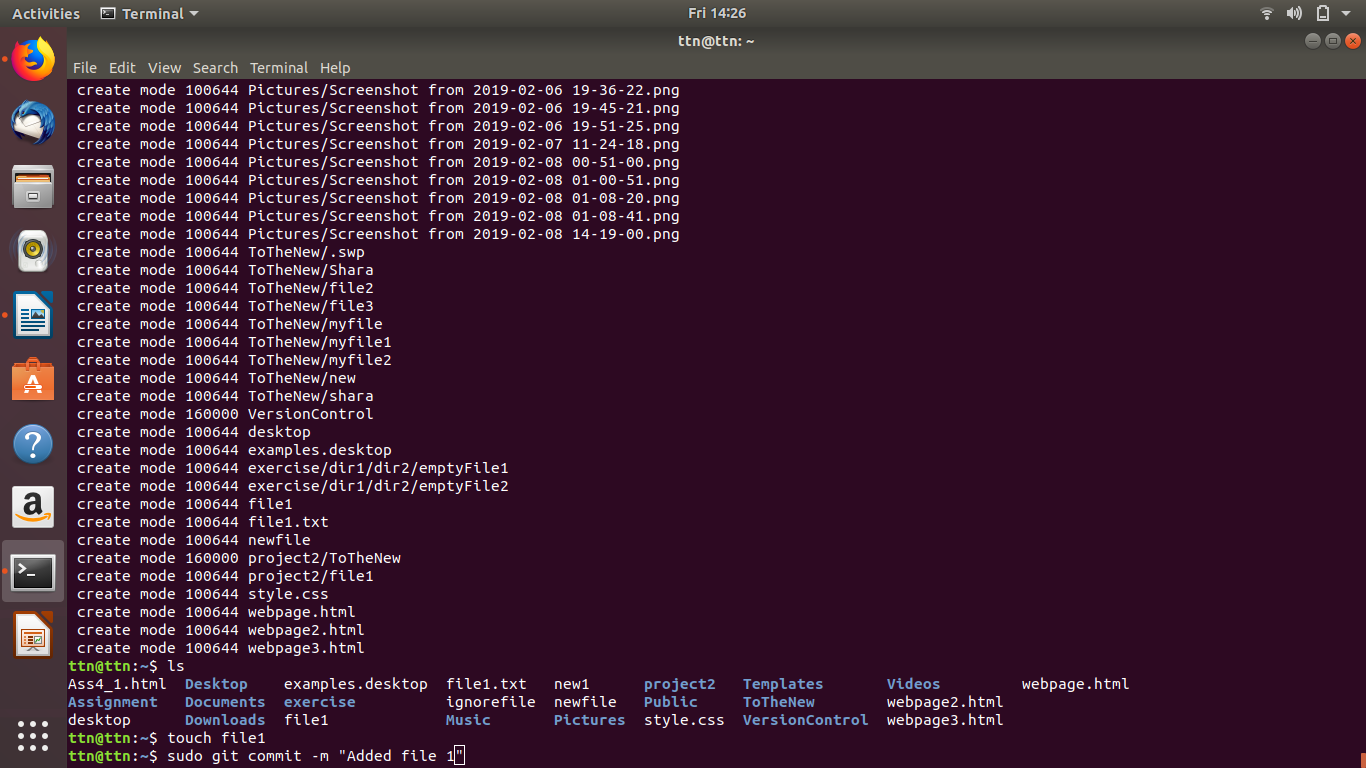 Activities Terminal Fri 14:26
ttn@ttn: ~
File Edit View Search Terminal Help
create mode 100644 Pictures/Screenshot from 2019-02-06 19-36-22.png
create mode 100644 Pictures/Screenshot from 2019-02-06 19-45-21.png
create mode 100644 Pictures/Screenshot from 2019-02-06 19-51-25.png
create mode 100644 Pictures/Screenshot from 2019-02-07 11-24-18.png
create mode 100644 Pictures/Screenshot from 2019-02-08 00-51-00.png
create mode 100644 Pictures/Screenshot from 2019-02-08 01-00-51.png
create mode 100644 Pictures/Screenshot from 2019-02-08 01-08-20.png
create mode 100644 Pictures/Screenshot from 2019-02-08 01-08-41.png
create mode 100644 Pictures/Screenshot from 2019-02-08 14-19-00.png
create mode 100644 ToTheNew/.swp
create mode 100644 ToTheNew/Shara
create mode 100644 ToTheNew/file2
create mode 100644 ToTheNew/file3
create mode 100644 ToTheNew/myfile
create mode 100644 ToTheNew/myfile1
create mode 100644 ToTheNew/myfile2
create mode 100644 ToTheNew/new
create mode 100644 ToTheNew/shara
create mode 160000 VersionControl
create mode 100644 desktop
create mode 100644 examples.desktop
create mode 100644 exercise/dir1/dir2/emptyFile1
create mode 100644 exercise/dir1/dir2/emptyFile2
create mode 100644 file1
create mode 100644 file1.txt
create mode 100644 newfile
create mode 160000 project2/ToTheNew
create mode 100644 project2/file1
create mode 100644 style.css
create mode 100644 webpage.html
create mode 100644 webpage2.html
create mode 100644 webpage3.html
ttn@ttn:~$ ls
Ass4_1.html Desktop examples.desktop file1.txt new1 project2 Templates Videos webpage.html
Assignment Documents exercise ignorefile newfile Public ToTheNew webpage2.html
desktop Downloads file1 Music Pictures style.css VersionControl webpage3.html
ttn@ttn:~$ touch file1
ttn@ttn:~$ sudo git commit -m "Added file 1"